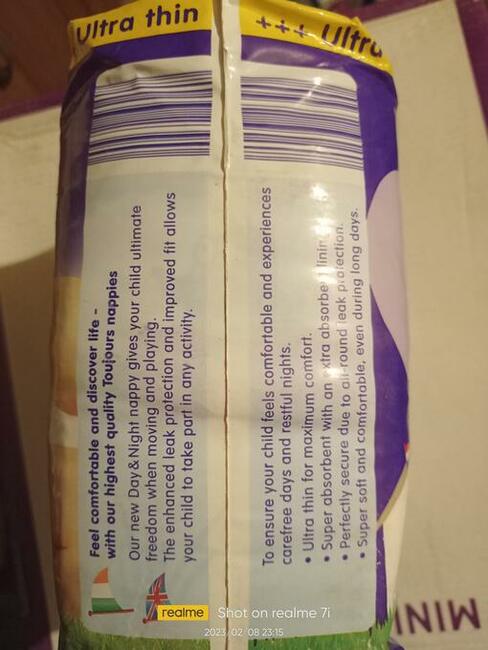 Ultra thin
+++ Ultra
Feel comfortable and discover life -
with our highest quality Toujours nappies
Our new Day & Night nappy gives your child ultimate
freedom when moving and playing.
The enhanced leak protection and improved fit allows
your child to take part in any activity.
To ensure your child feels comfortable and experiences
carefree days and restful nights.
• Ultra thin for maximum comfort.
• Super absorbent with an extra absorbent lining.
• Perfectly secure due to all-round leak protection.
• Super soft and comfortable, even during long days.
MINI
realme Shot on realme 7i
2023/02/08 23:15